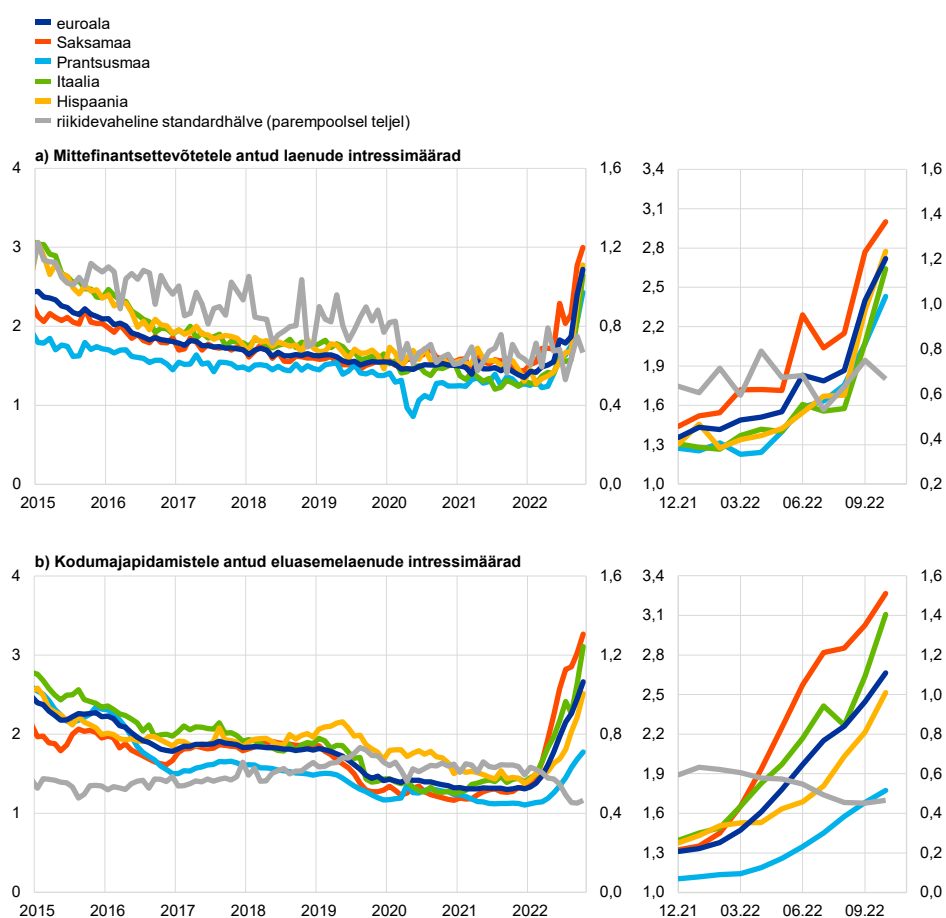 euroala
Saksamaa
Prantsusmaa
Itaalia
Hispaania
riikidevaheline standardhälve (parempoolsel teljel)
a) Mittefinantsettevõtetele antud laenude intressimäärad
4 1,6 3,4 1,6
3,1 1,4
3 1,2 2,8 1,2
2,5 1,0
2 0,8 2,2
1,9 0,8
1 0,4 1,6 0,6
1,3 0,4
0 0,0 1,0 0,2
2015 2016 2017 2018 2019 2020 2021 2022 12.21 03.22 06.22 09.22
b) Kodumajapidamistele antud eluasemelaenude intressimäärad
4 1,6 3,4 1,6
3,1 1,4
3 1,2 2,8 1,2
2,5 1,0
2 0,8 2,2 0,8
1,9 0,6
1 0,4 1,6 0,4
1,3 0,2
0 0,0 1,0 0,0
2015 2016 2017 2018 2019 2020 2021 2022 12.21 03.22 06.22 09.22